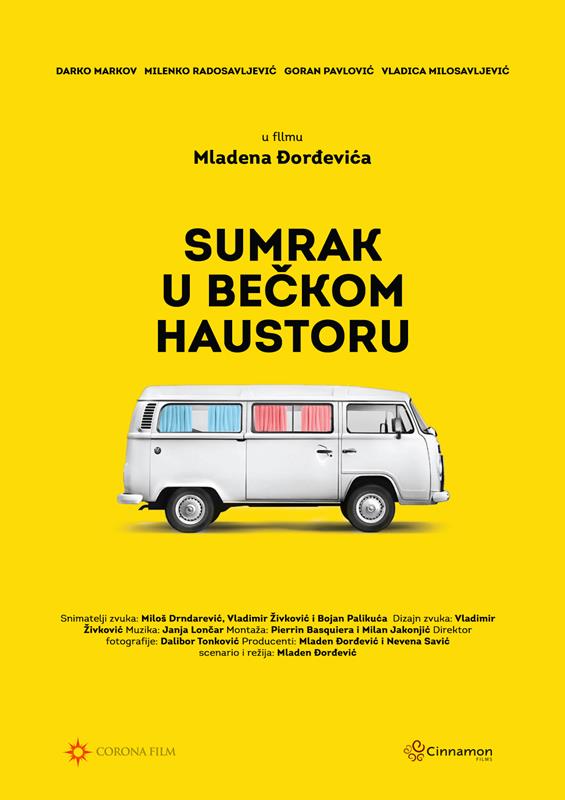 DARKO MARKOV MILENKO RADOSAVLJEVIĆ GORAN PAVLOVIĆ VLADICA MILOSAVLJEVIĆ
u fIlmu
Mladena Đorđevića
SUMRAK
U BEČKOM
HAUSTORU
Snimatelji zvuka: Miloš Drndarević, Vladimir Živković i Bojan Palikuća Dizajn zvuka: Vladimir
Živković Muzika: Janja Lončar Montaža: Pierrin Basquiera i Milan Jakonjić Direktor
fotografije: Dalibor Tonković Producenti: Mladen Đorđević i Nevena Savić
scenario i režija: Mladen Đorđević
CORONA FILM
Cinnamon
FILMS